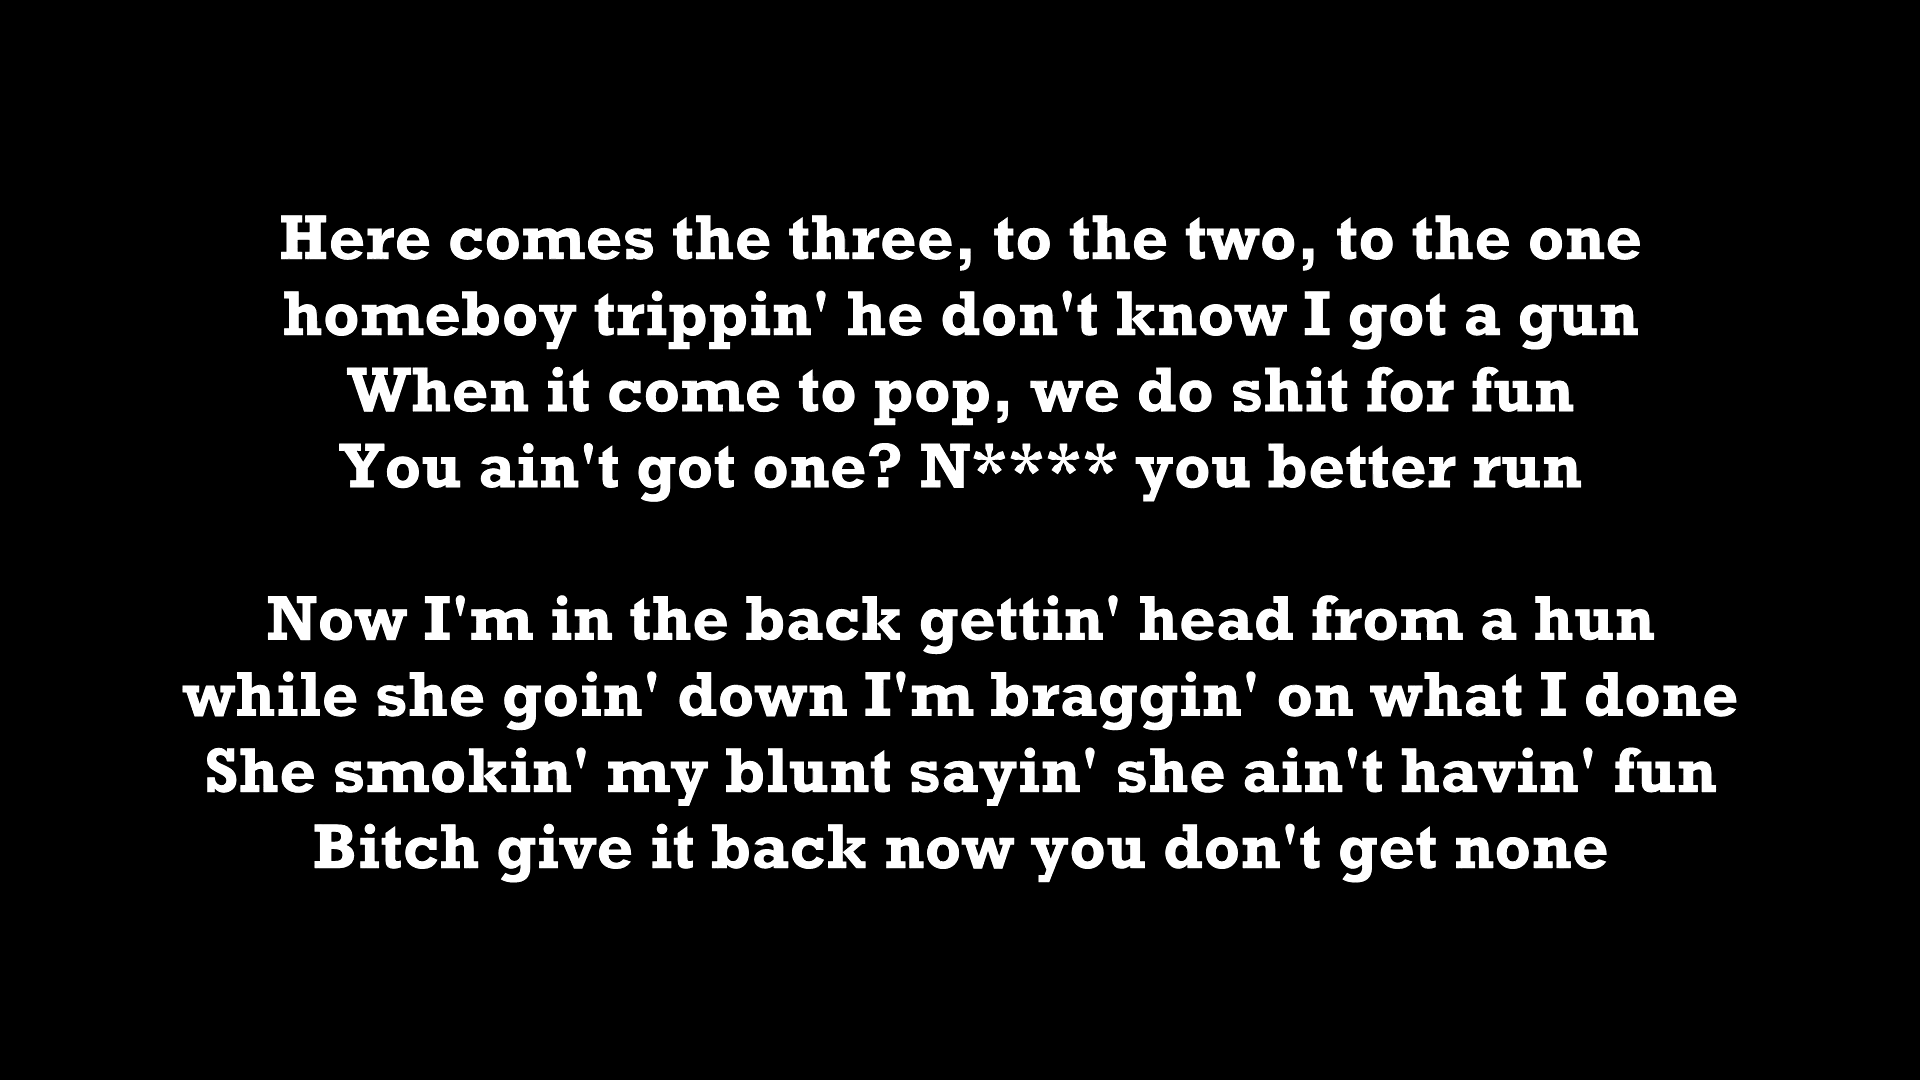 Here comes the three, to the two, to the one
homeboy trippin' he don't know I got a gun
When it come to pop, we do shit for fun
You ain't got one? N**** you better run
Now I'm in the back gettin' head from a hun
while she goin' down I'm braggin' on what I done
She smokin' my blunt sayin' she ain't havin' fun
Bitch give it back now you don't get none